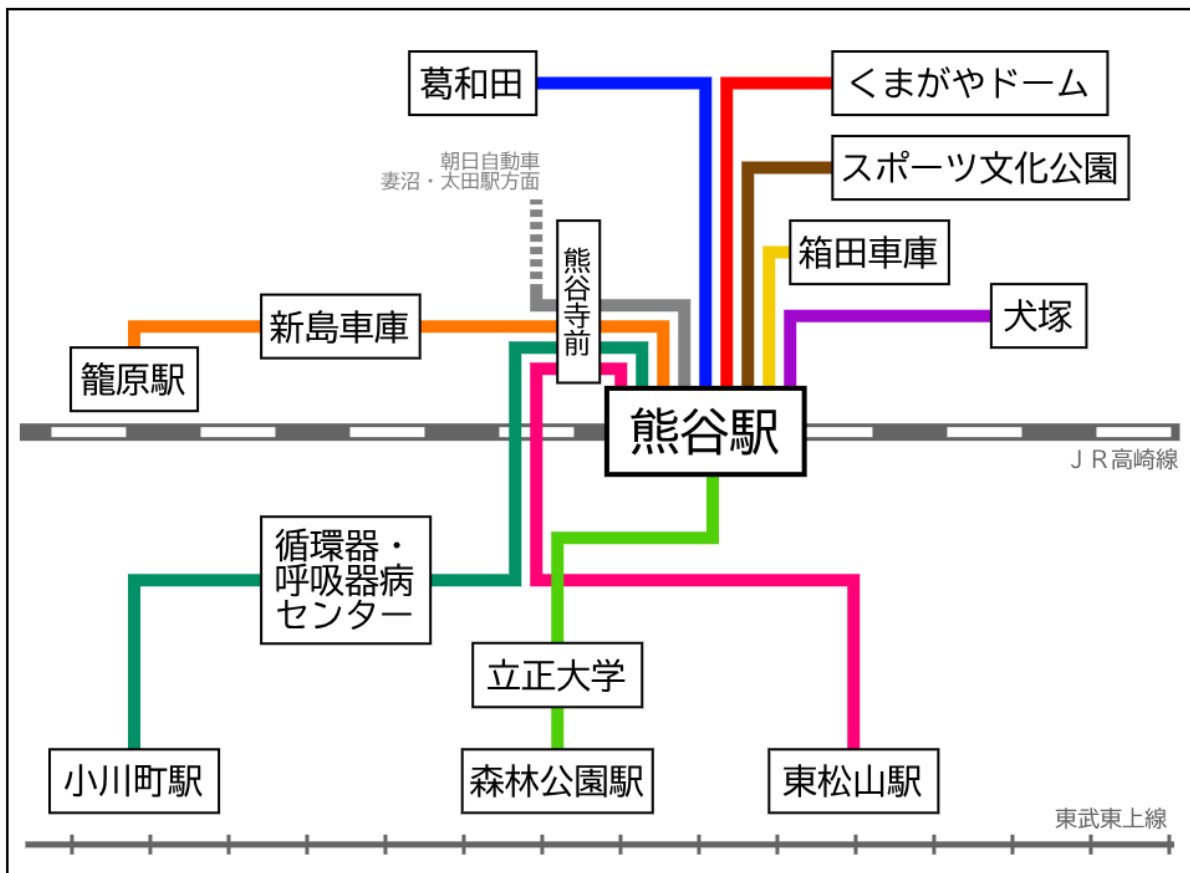 葛和田
くまがやドーム
朝日自動車
妻沼・太田駅方面
スポーツ文化公園
熊谷寺前
箱田車庫
新島車庫
犬塚
籠原駅
熊谷駅
ＪＲ高崎線
循環器・
呼吸器病
センター
立正大学
小川町駅
森林公園駅
東松山駅
東武東上線